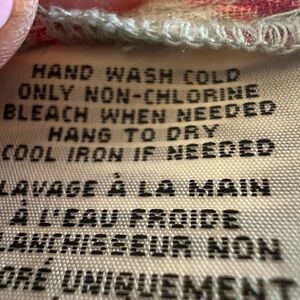 HAND WASH COLD
ONLY NON-CHLORINE
BLEACH WHEN NEEDED
HANG TO DRY
COOL IRON IF NEEDED
LAVAGE À LA MAIN
À L'EAU FROIDE
LANCHISSEUR NON
ORÉ UNIQUEMENT